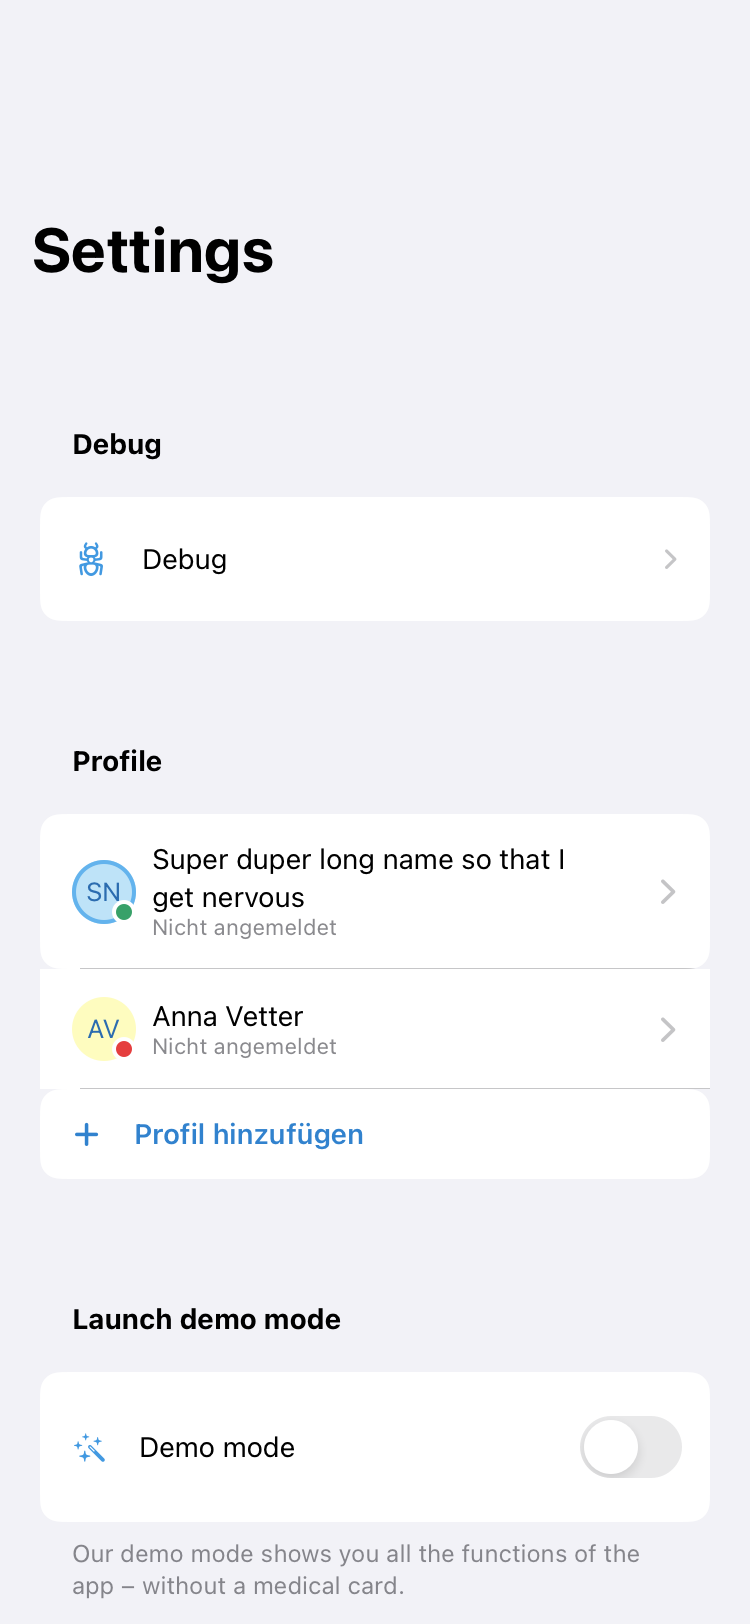 Settings
Debug
Debug
Profile
SN
Super duper long name so that I
get nervous
Nicht angemeldet
AV
Anna Vetter
Nicht angemeldet
Profil hinzufügen
Launch demo mode
Demo mode
Our demo mode shows you all the functions of the
app – without a medical card.